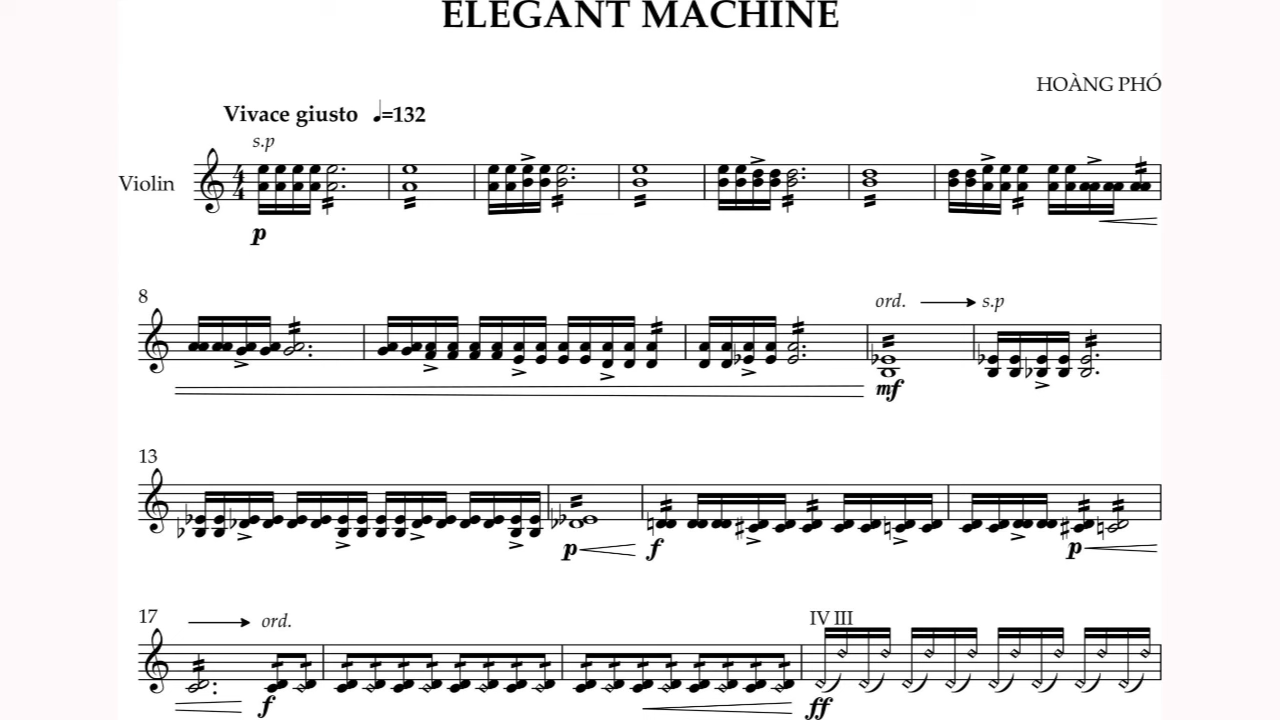 ELEGANT MACHINE
HOÀNG PHÓ
Vivace giusto ♩=132
s.p
Violin
p
8
ord. s.p
mf
13
p f p
17 ord.
IV III
f ff